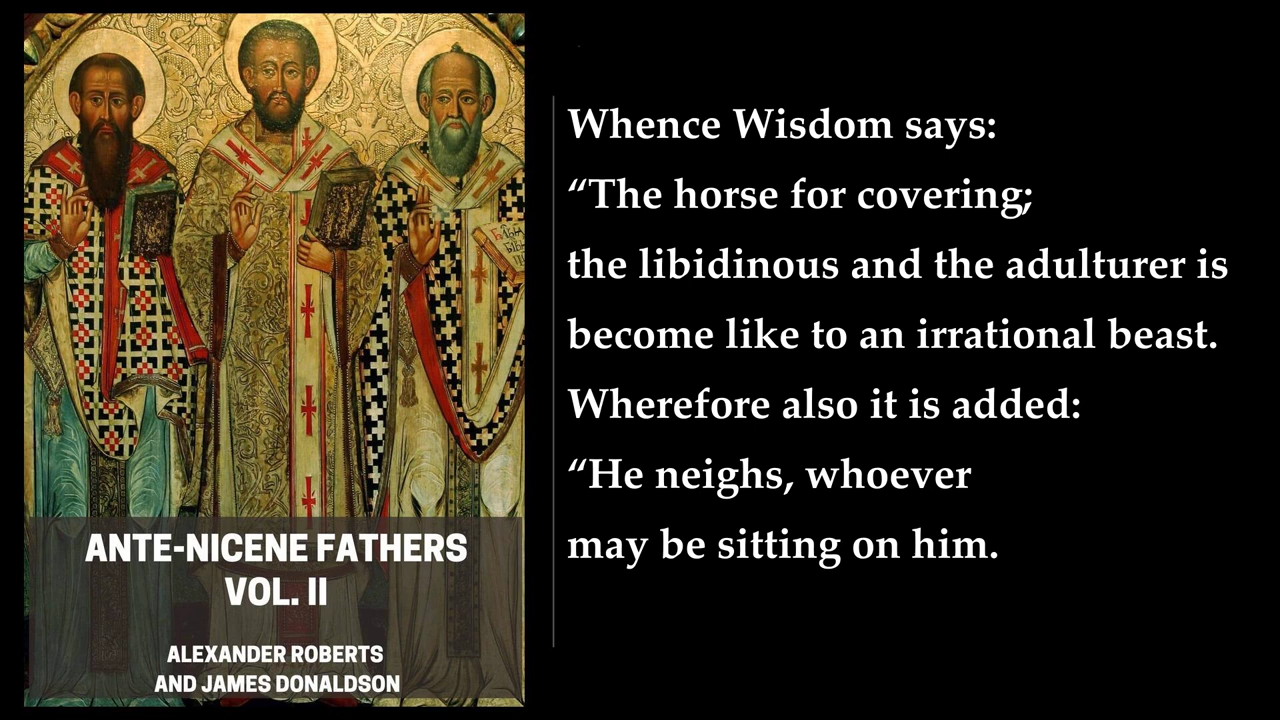 ANTE-NICENE FATHERS
VOL. II
ALEXANDER ROBERTS
AND JAMES DONALDSON
Whence Wisdom says:
“The horse for covering;
the libidinous and the adulturer is
become like to an irrational beast.
Wherefore also it is added:
“He neighs, whoever
may be sitting on him.